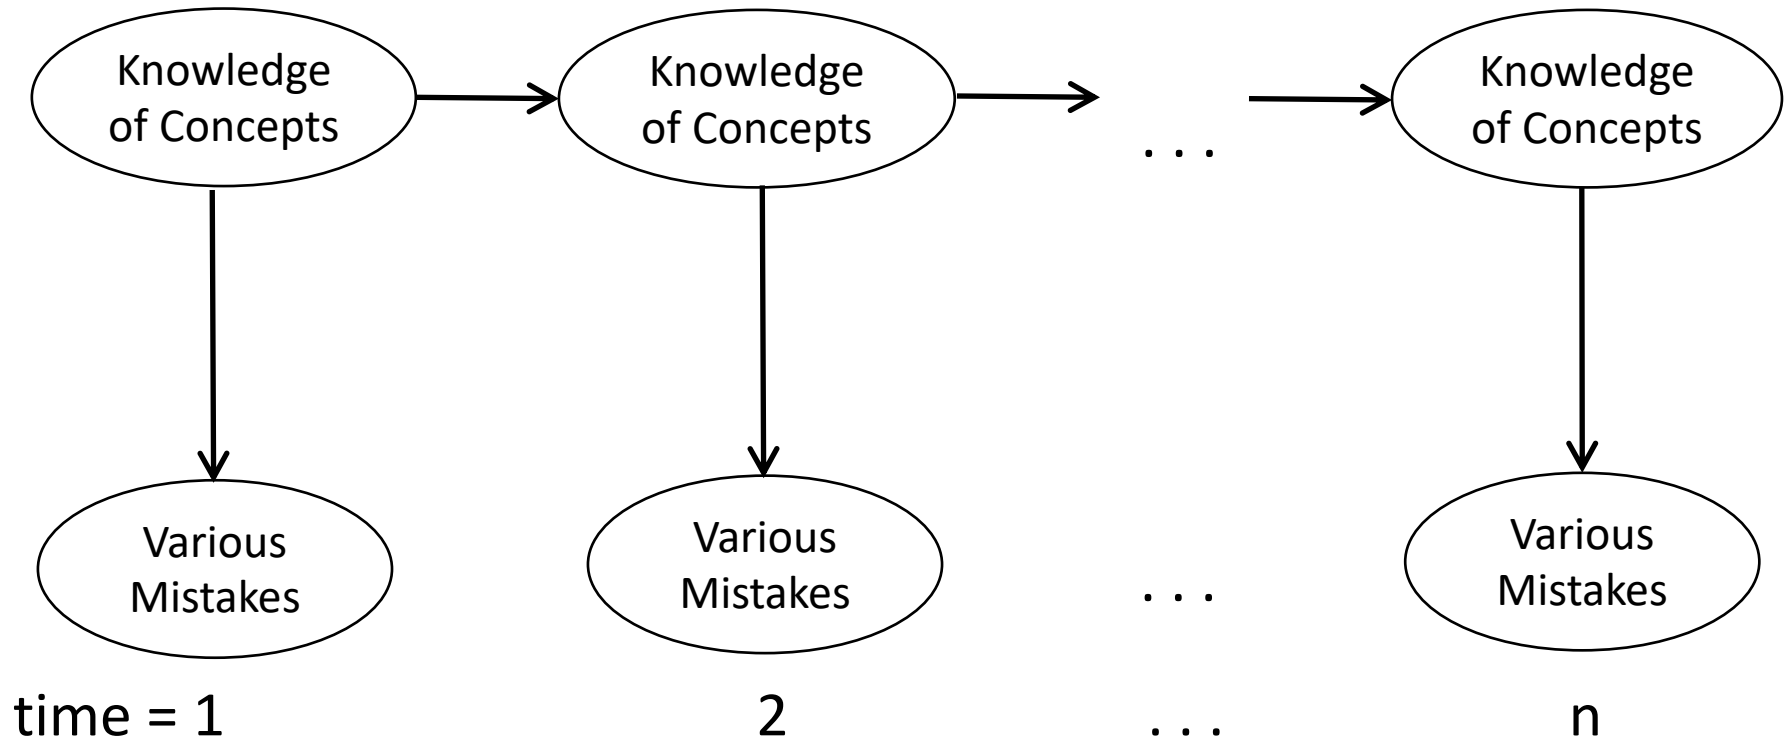 Knowledge
of Concepts
Knowledge
of Concepts
. . .
Knowledge
of Concepts
Various
Mistakes
Various
Mistakes
. . .
Various
Mistakes
time = 1 2 . . . n